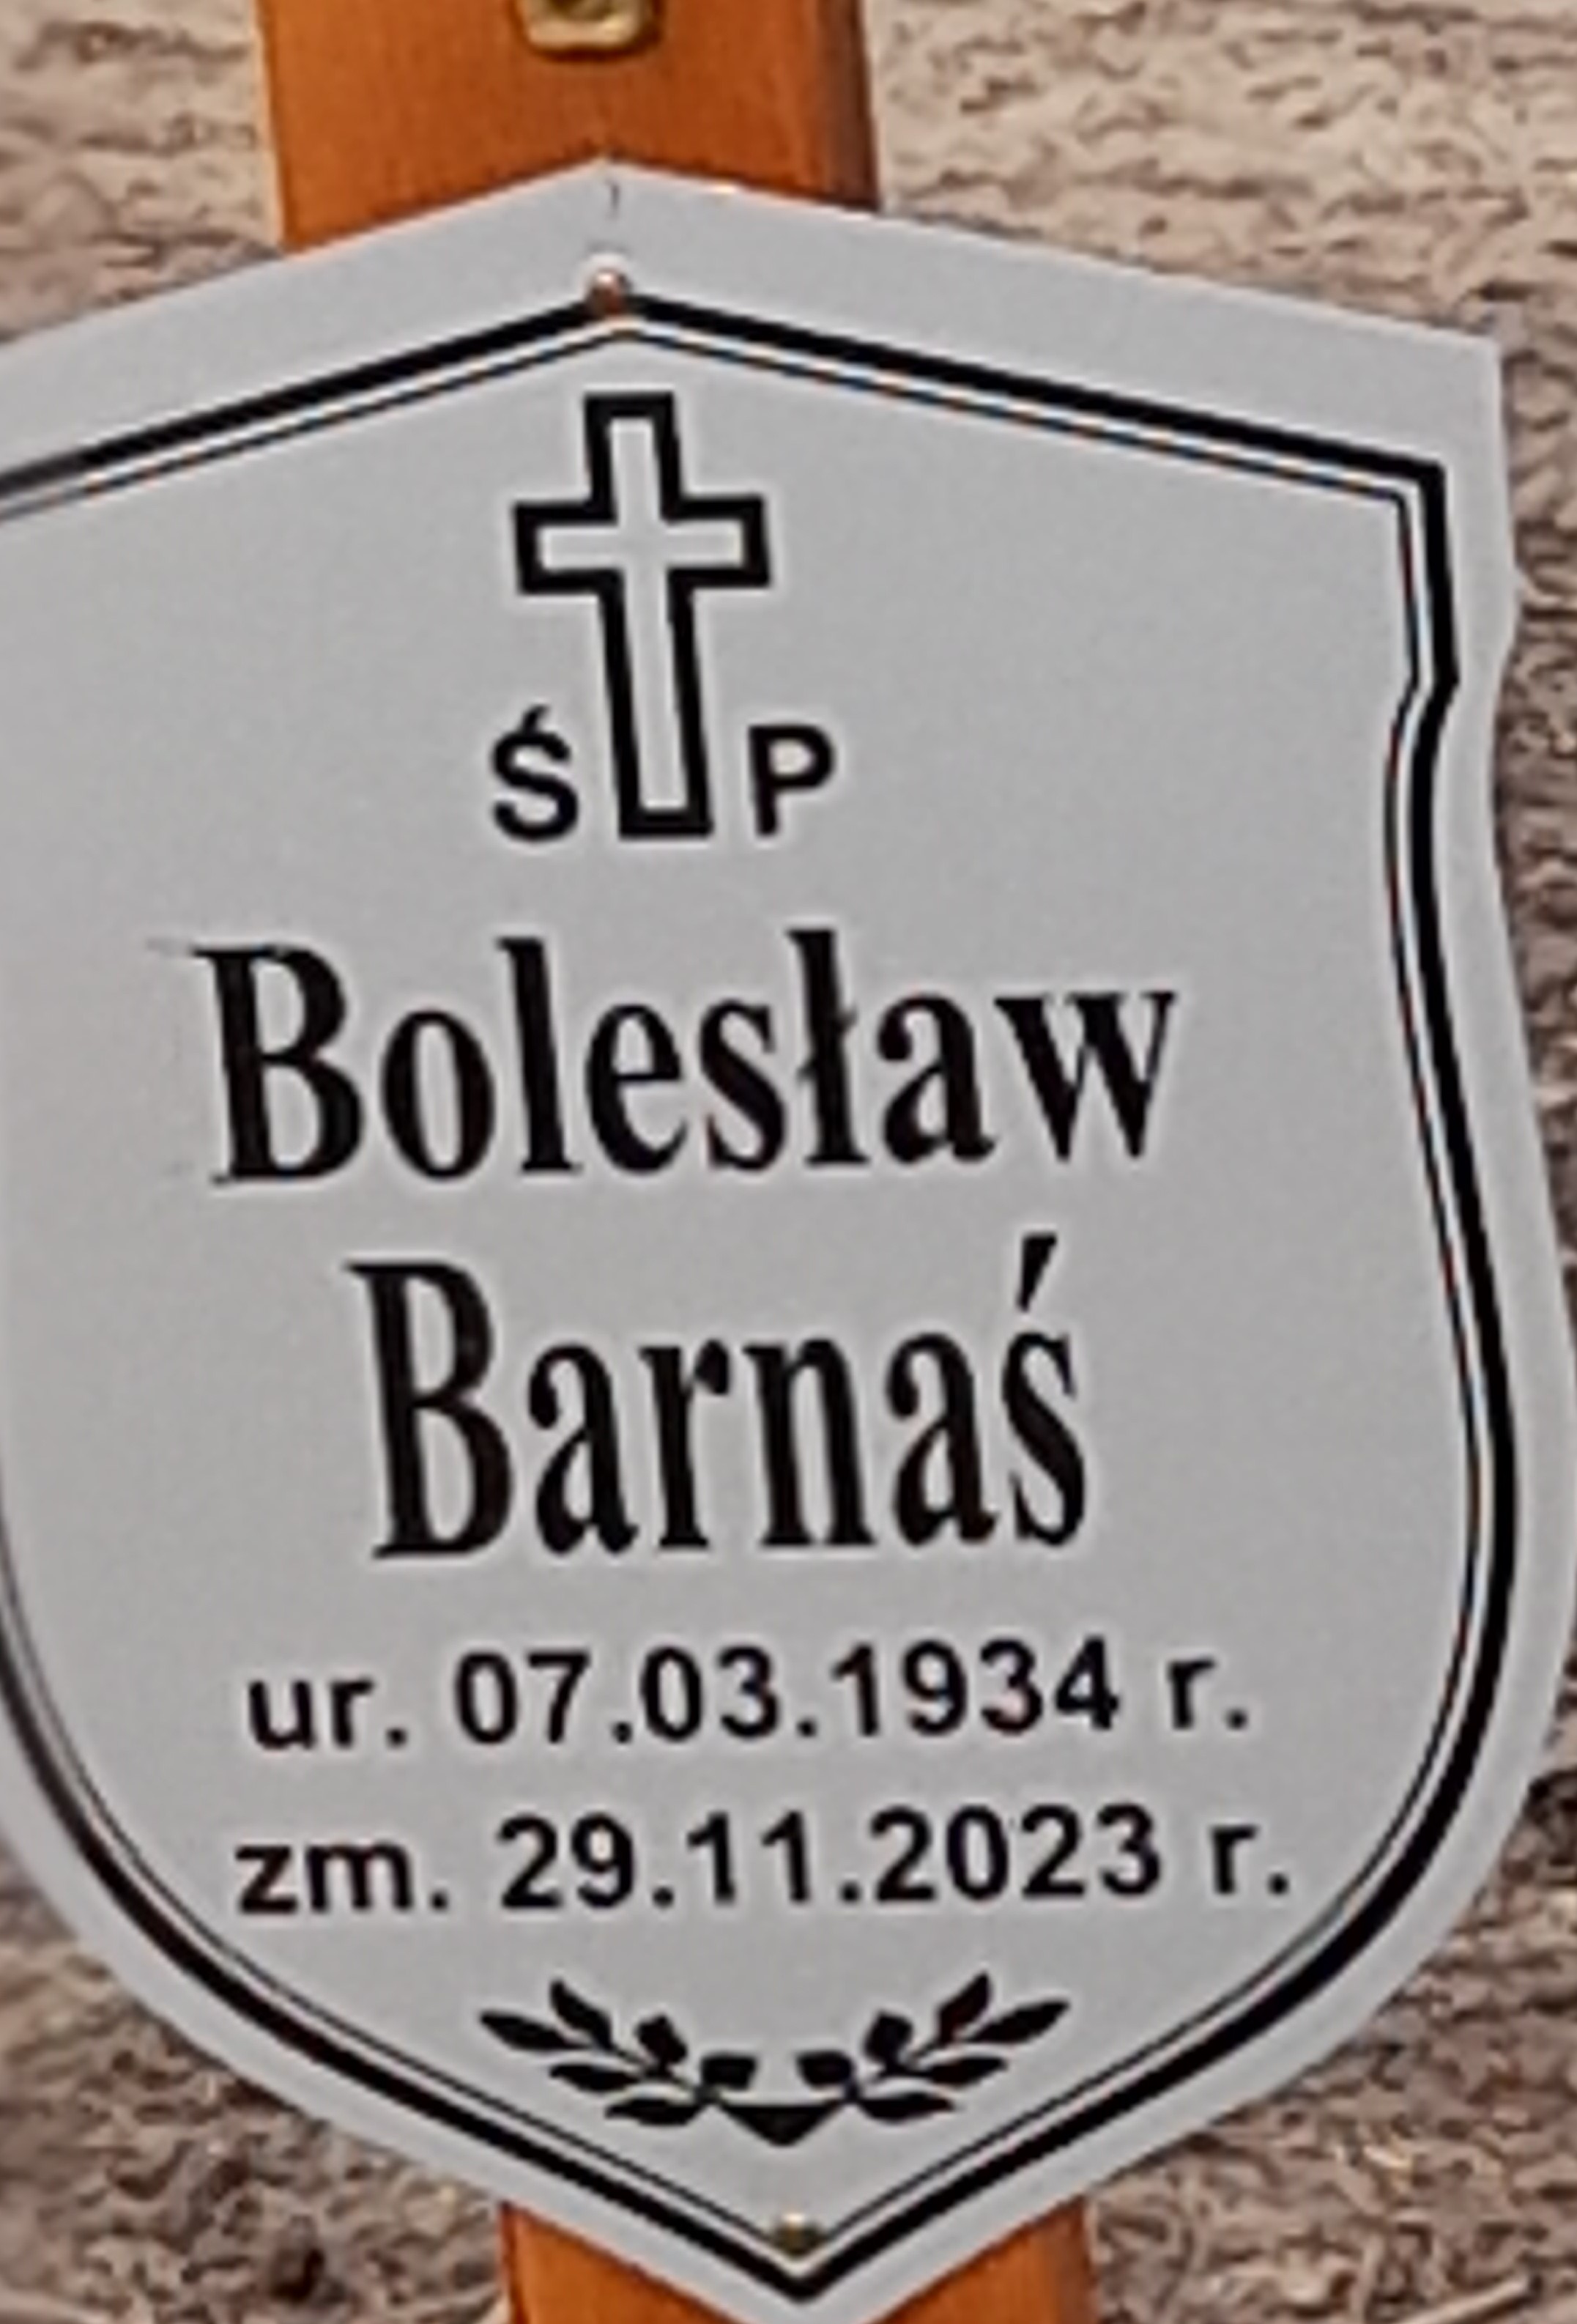 Ś P
Bolesław
Barnaś
ur. 07.03.1934 r.
zm. 29.11.2023 r.